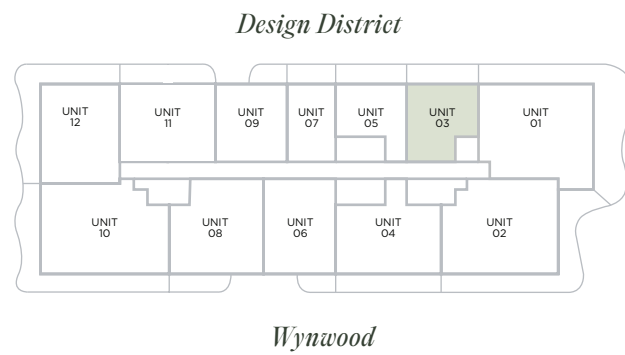 Design District
UNIT
12
UNIT
11
UNIT
09
UNIT
07
UNIT
05
UNIT
03
UNIT
01
UNIT
10
UNIT
08
UNIT
06
UNIT
04
UNIT
02
Wynwood